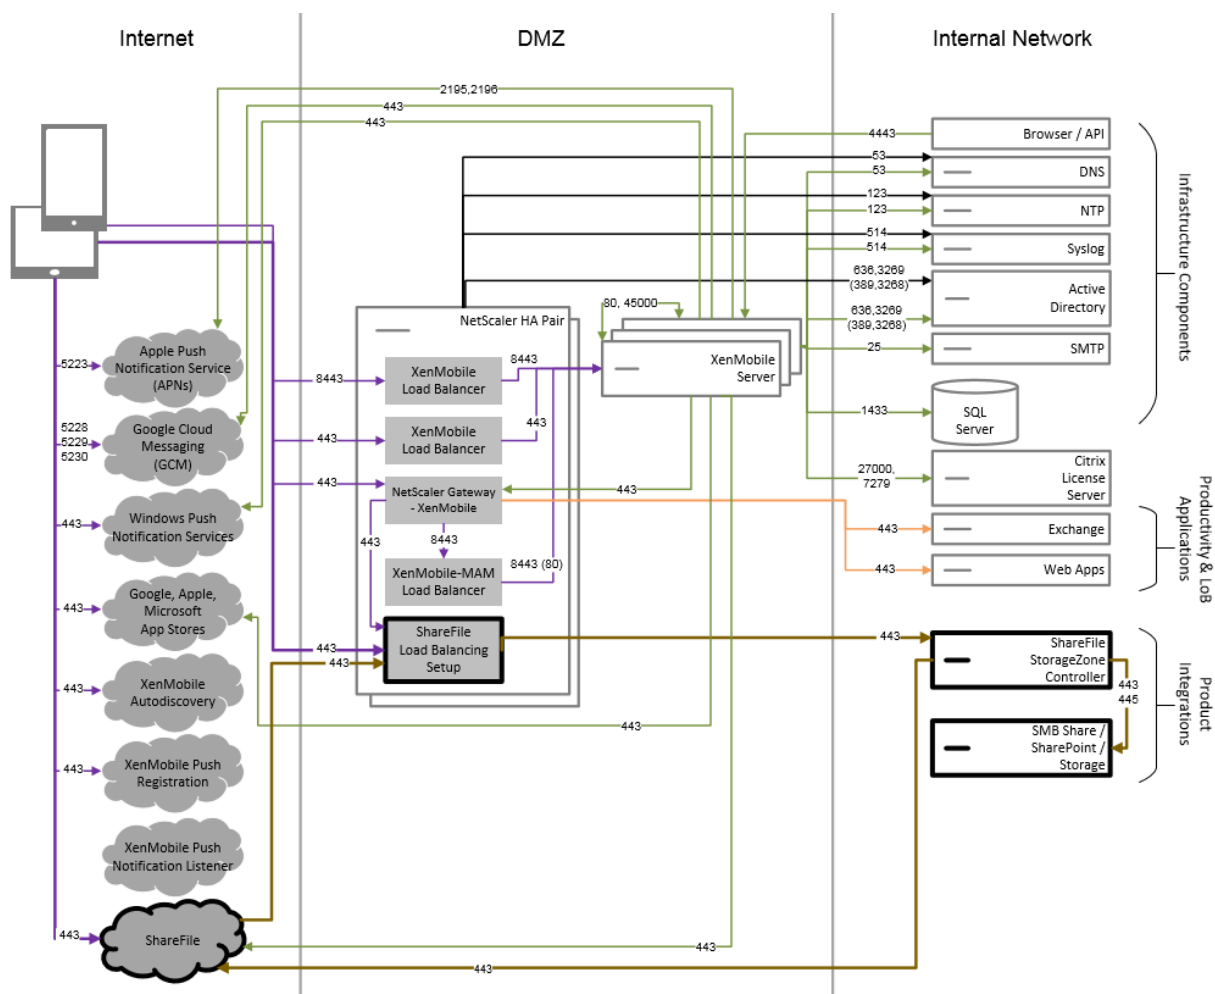 Internet
DMZ
Internal Network
2195,2196
443
443
4443
Browser / API
53
53
DNS
123
123
NTP
514
514
Syslog
636,3269
(389,3268)
636,3269
(389,3268)
Active
Directory
25
SMTP
1433
SQL
Server
27000,
7279
Citrix
License
Server
Infrastructure Components
443
Exchange
443
Web Apps
Productivity & LoB
Applications
443
ShareFile
StorageZone
Controller
443
445
SMB Share /
SharePoint /
Storage
Product
Integrations
NetScaler HA Pair
80, 45000
XenMobile
Server
8443
XenMobile
Load Balancer
8443
443
XenMobile
Load Balancer
443
443
NetScaler Gateway
- XenMobile
443
443
8443
XenMobile-MAM
Load Balancer
8443 (80)
ShareFile
Load Balancing
Setup
443
443
443
5223
Apple Push
Notification Service
(APNs)
5228
5229
5230
Google Cloud
Messaging
(GCM)
443
Windows Push
Notification Services
443
Google, Apple,
Microsoft
App Stores
443
XenMobile
Autodiscovery
443
XenMobile Push
Registration
XenMobile Push
Notification Listener
443
ShareFile
443
443